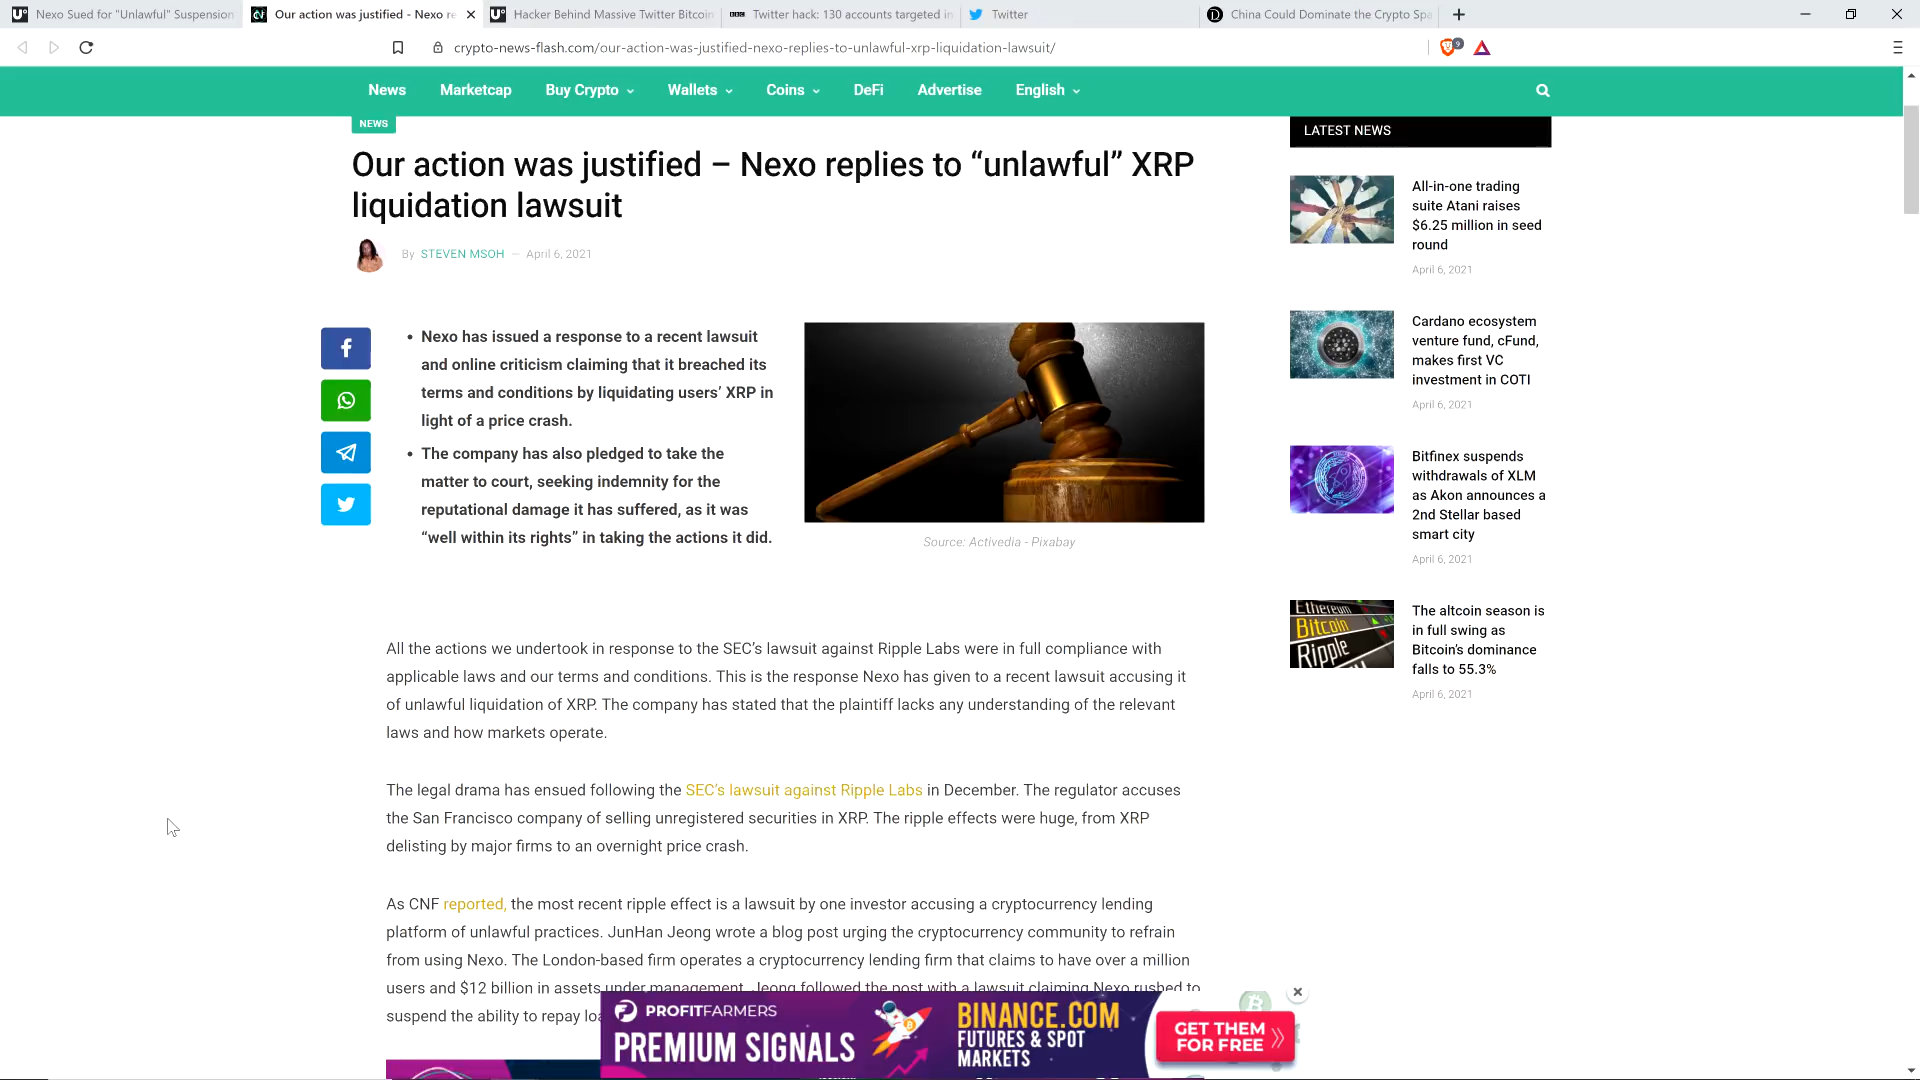 Nexo Sued for "Unlawful" Suspension
Our action was justified - Nexo re
Hacker Behind Massive Twitter Bitcoin
Twitter hack: 130 accounts targeted in
Twitter
China Could Dominate the Crypto Spa
crypto-news-flash.com/our-action-was-justified-nexo-replies-to-unlawful-xrp-liquidation-lawsuit/
9
News Marketcap Buy Crypto Wallets Coins DeFi Advertise English
NEWS
Our action was justified – Nexo replies to “unlawful” XRP
liquidation lawsuit
By STEVEN MSOH — April 6, 2021
• Nexo has issued a response to a recent lawsuit
and online criticism claiming that it breached its
terms and conditions by liquidating users’ XRP in
light of a price crash.
• The company has also pledged to take the
matter to court, seeking indemnity for the
reputational damage it has suffered, as it was
“well within its rights” in taking the actions it did.
Source: Activedia - Pixabay
All the actions we undertook in response to the SEC’s lawsuit against Ripple Labs were in full compliance with
applicable laws and our terms and conditions. This is the response Nexo has given to a recent lawsuit accusing it
of unlawful liquidation of XRP. The company has stated that the plaintiff lacks any understanding of the relevant
laws and how markets operate.
The legal drama has ensued following the SEC’s lawsuit against Ripple Labs in December. The regulator accuses
the San Francisco company of selling unregistered securities in XRP. The ripple effects were huge, from XRP
delisting by major firms to an overnight price crash.
As CNF reported, the most recent ripple effect is a lawsuit by one investor accusing a cryptocurrency lending
platform of unlawful practices. JunHan Jeong wrote a blog post urging the cryptocurrency community to refrain
from using Nexo. The London-based firm operates a cryptocurrency lending firm that claims to have over a million
users and $12 billion in assets under management. Jeong followed the post with a lawsuit claiming Nexo rushed to
suspend the ability to repay loa
PROFITFARMERS
PREMIUM SIGNALS
BINANCE.COM
FUTURES & SPOT
MARKETS
GET THEM
FOR FREE
LATEST NEWS
All-in-one trading
suite Atani raises
$6.25 million in seed
round
April 6, 2021
Cardano ecosystem
venture fund, cFund,
makes first VC
investment in COTI
April 6, 2021
Bitfinex suspends
withdrawals of XLM
as Akon announces a
2nd Stellar based
smart city
April 6, 2021
Ethereum
Bitcoin
Ripple
The altcoin season is
in full swing as
Bitcoin’s dominance
falls to 55.3%
April 6, 2021